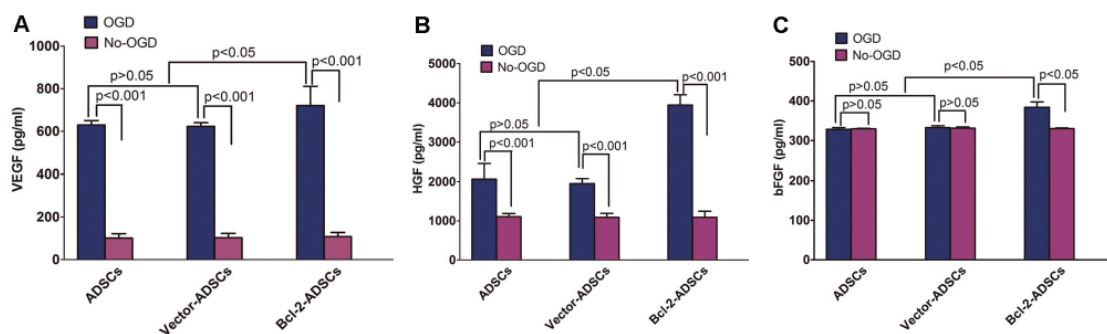 A
OGD
No-OGD
VEGF (pg/ml)
1000
800
600
400
200
0
p<0.05
p>0.05
p<0.001
p<0.001
p<0.001
ADSCs
Vector-ADSCs
Bcl-2-ADSCs
B
OGD
No-OGD
HGF (pg/ml)
5000
4000
3000
2000
1000
0
p<0.05
p<0.001
p>0.05
p<0.001
p<0.001
ADSCs
Vector-ADSCs
Bcl-2-ADSCs
C
OGD
No-OGD
bFGF (pg/ml)
500
400
300
200
100
0
p<0.05
p<0.05
p>0.05
p>0.05
p>0.05
ADSCs
Vector-ADSCs
Bcl-2-ADSCs